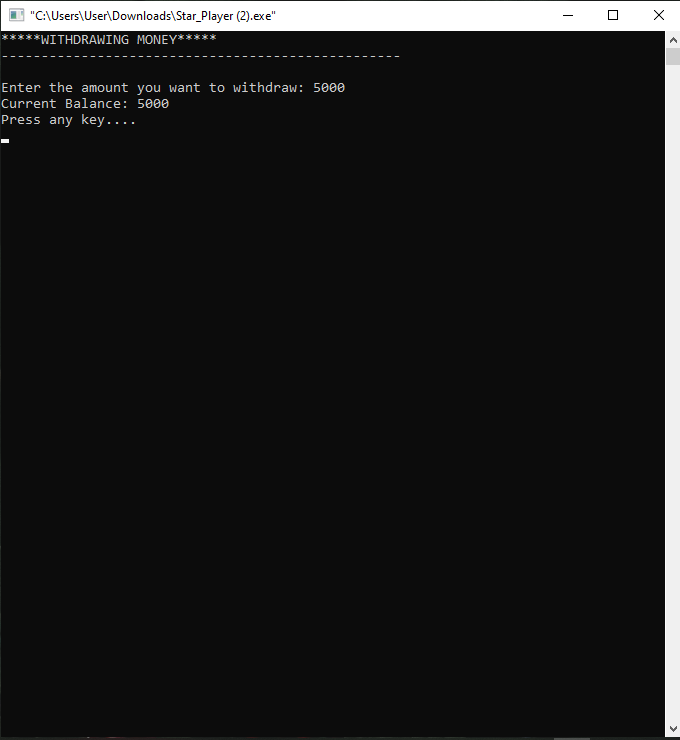 "C:\Users\User\Downloads\Star_Player (2).exe"
*****WITHDRAWING MONEY*****
--------------------------------------------------
Enter the amount you want to withdraw: 5000
Current Balance: 5000
Press any key....